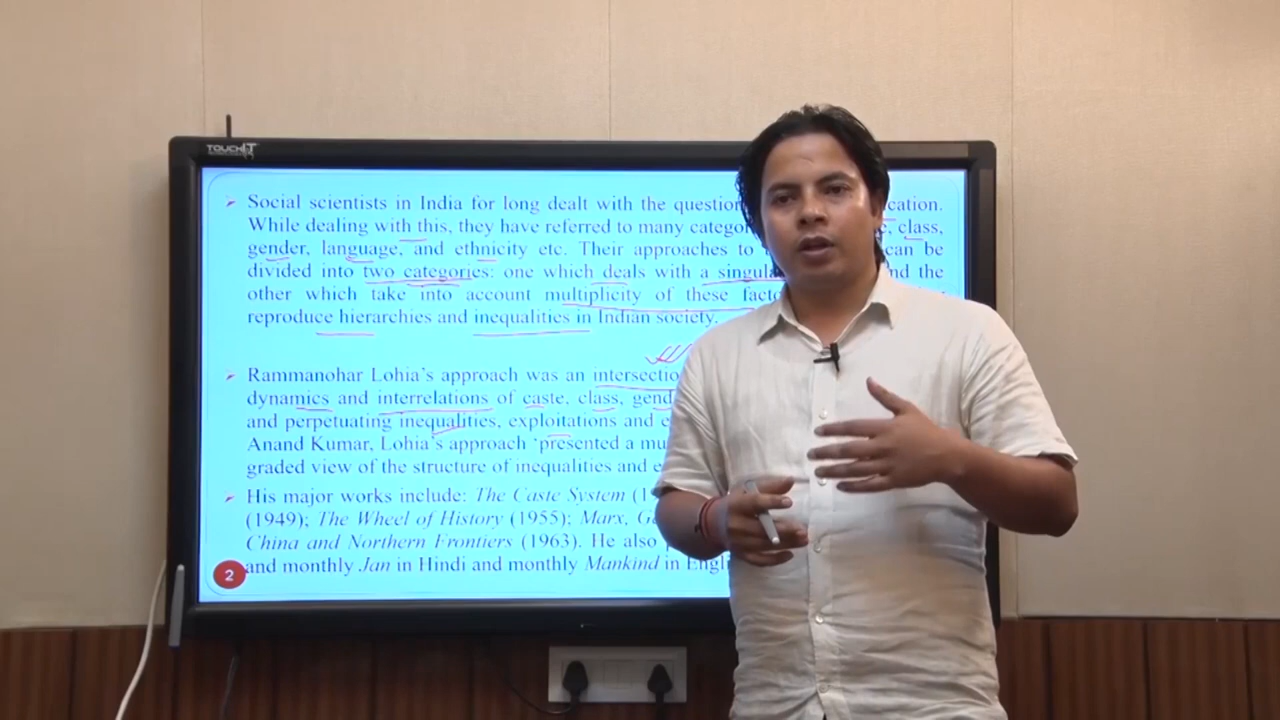 TOUCHIT
Social scientists in India for long dealt with the question cation.
While dealing with this, they have referred to many categor class,
gender, language, and ethnicity etc. Their approaches to can be
divided into two categories: one which deals with a singula nd the
other which take into account multiplicity of these facto
reproduce hierarchies and inequalities in Indian society.
Rammanohar Lohia's approach was an intersectio
dynamics and interrelations of caste, class, gend
and perpetuating inequalities, exploitations and e
Anand Kumar, Lohia's approach 'presented a mu
graded view of the structure of inequalities and e
His major works include: The Caste System (1
(1949); The Wheel of History (1955); Marx, Ga
China and Northern Frontiers (1963). He also
and monthly Jan in Hindi and monthly Mankind in Engli
2